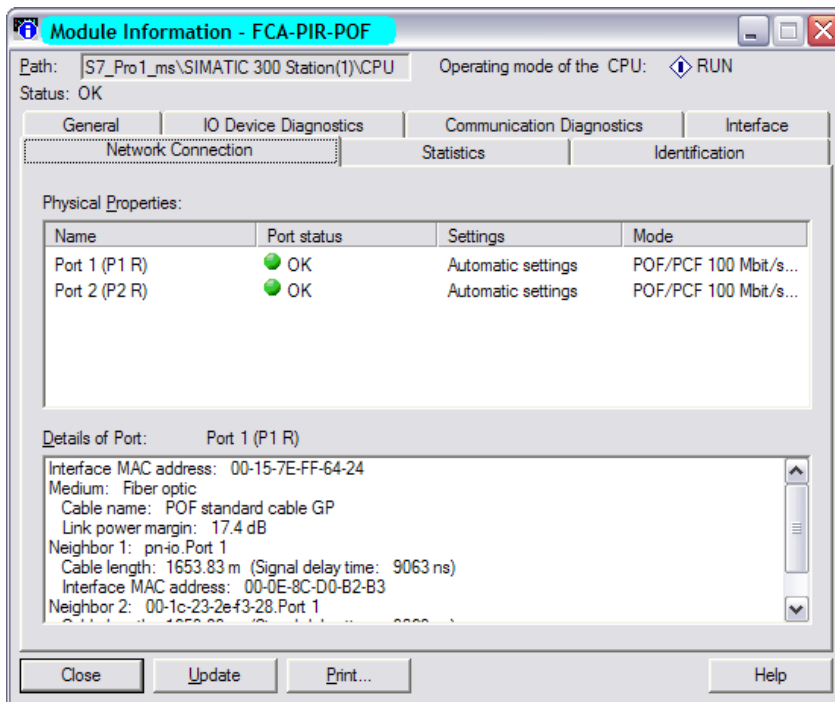 Module Information - FCA-PIR-POF
Path: S7_Pro1_ms\SIMATIC 300 Station(1)\CPU Operating mode of the CPU: RUN
Status: OK
General IO Device Diagnostics Communication Diagnostics Interface
Network Connection Statistics Identification
Physical Properties:
Name Port status Settings Mode
Port 1 (P1 R) OK Automatic settings POF/PCF 100 Mbit/s...
Port 2 (P2 R) OK Automatic settings POF/PCF 100 Mbit/s...
Details of Port: Port 1 (P1 R)
Interface MAC address: 00-15-7E-FF-64-24
Medium: Fiber optic
Cable name: POF standard cable GP
Link power margin: 17.4 dB
Neighbor 1: pn-io.Port 1
Cable length: 1653.83 m (Signal delay time: 9063 ns)
Interface MAC address: 00-0E-8C-D0-B2-B3
Neighbor 2: 00-1c-23-2e-f3-28.Port 1
Close Update Print... Help